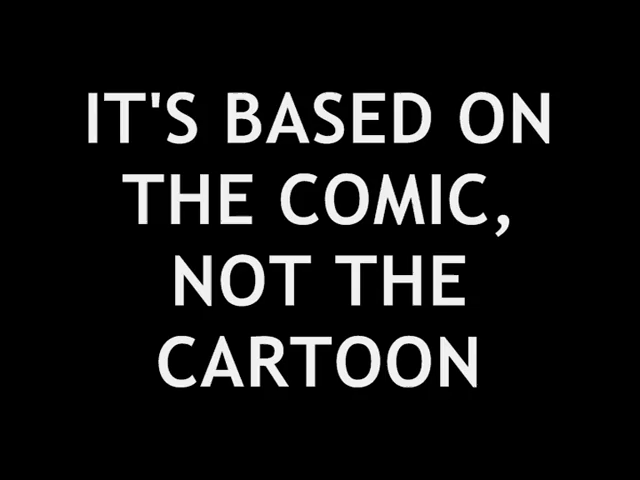 IT'S BASED ON
THE COMIC,
NOT THE
CARTOON